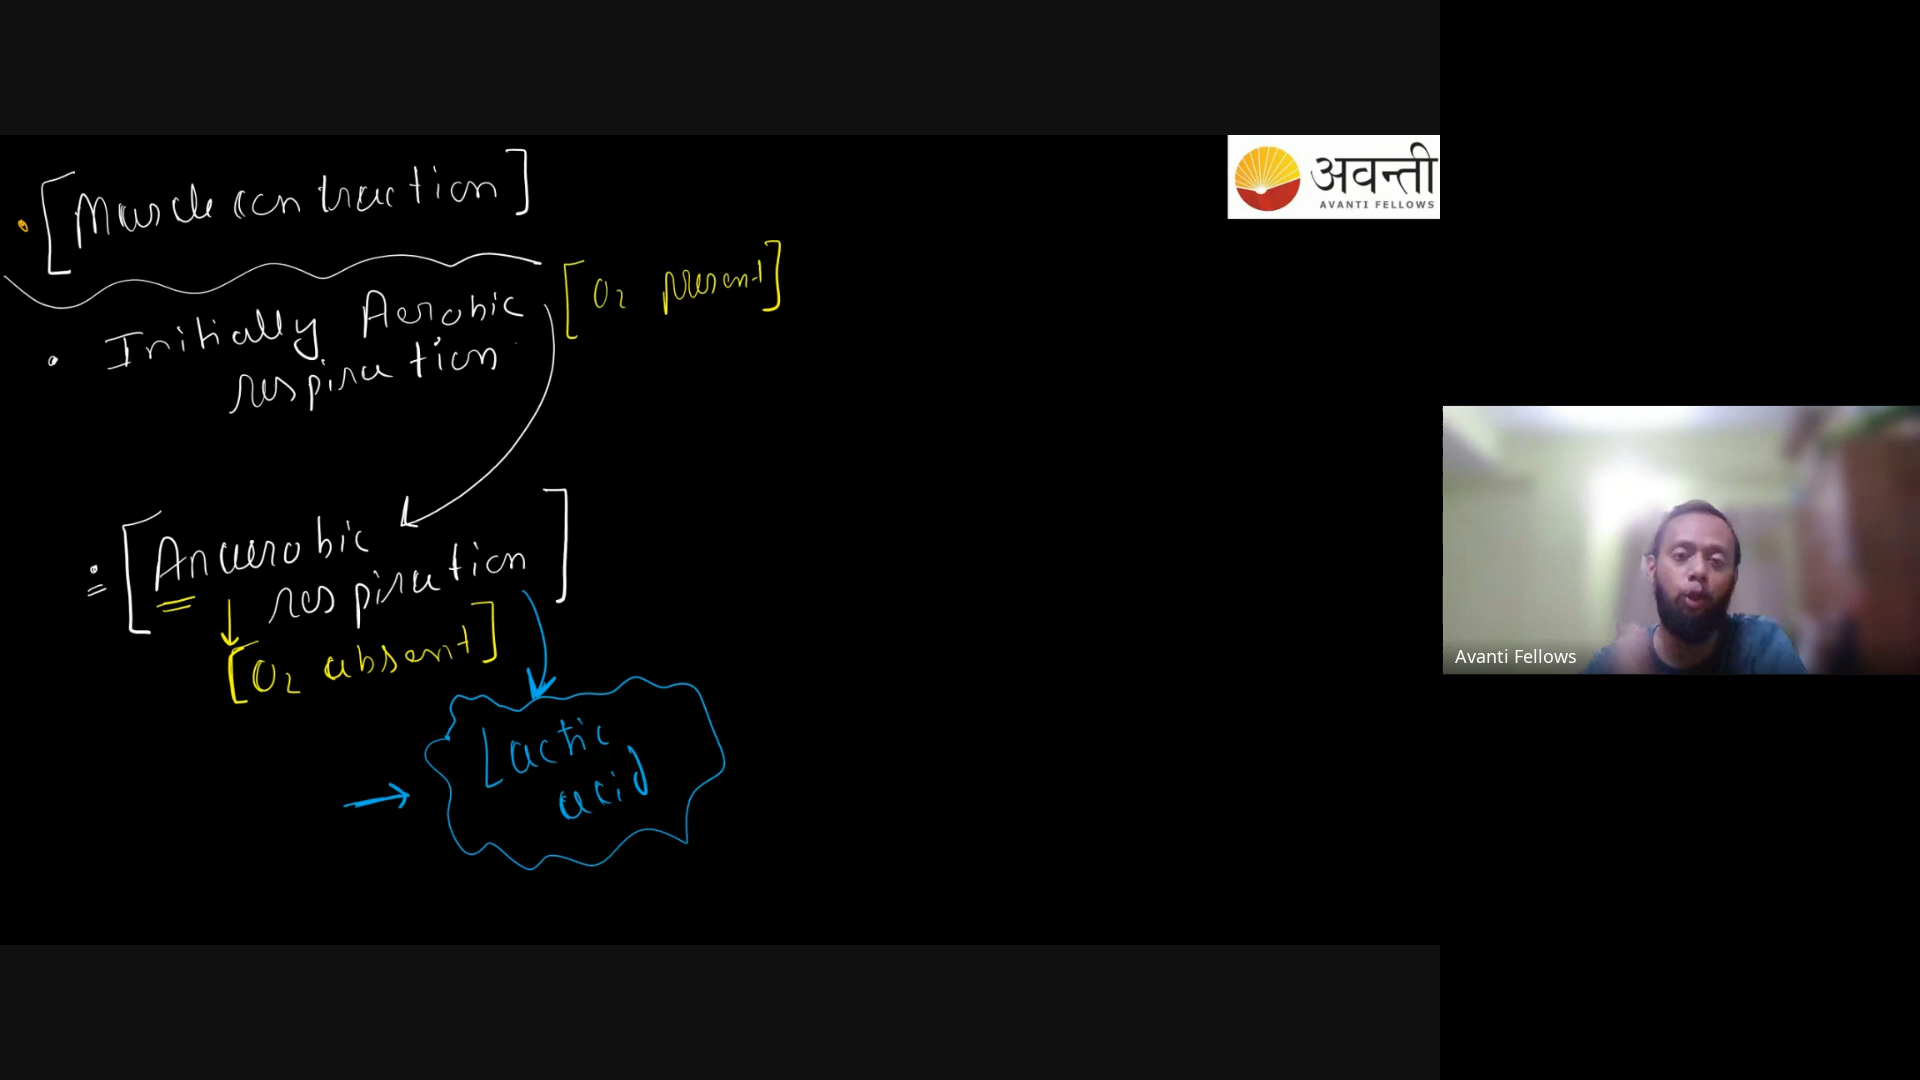 [Muscle contraction]
• Initially Aerobic [O2 present]
respiration
[Anaerobic
respiration]
[O2 absent]
Lactic
acid
अवन्ती
AVANTI FELLOWS
Avanti Fellows